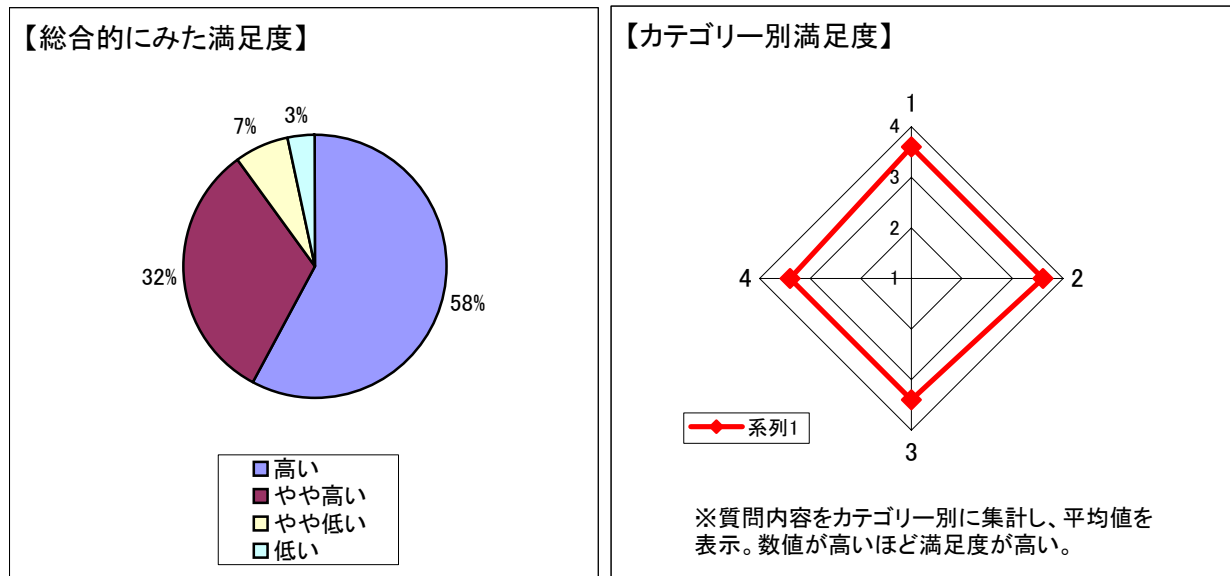 【総合的にみた満足度】
3%
7%
32%
58%
高い
やや高い
やや低い
低い
【カテゴリー別満足度】
1
4
3
2
1
4
2
3
系列1
※質問内容をカテゴリー別に集計し、平均値を
表示。数値が高いほど満足度が高い。